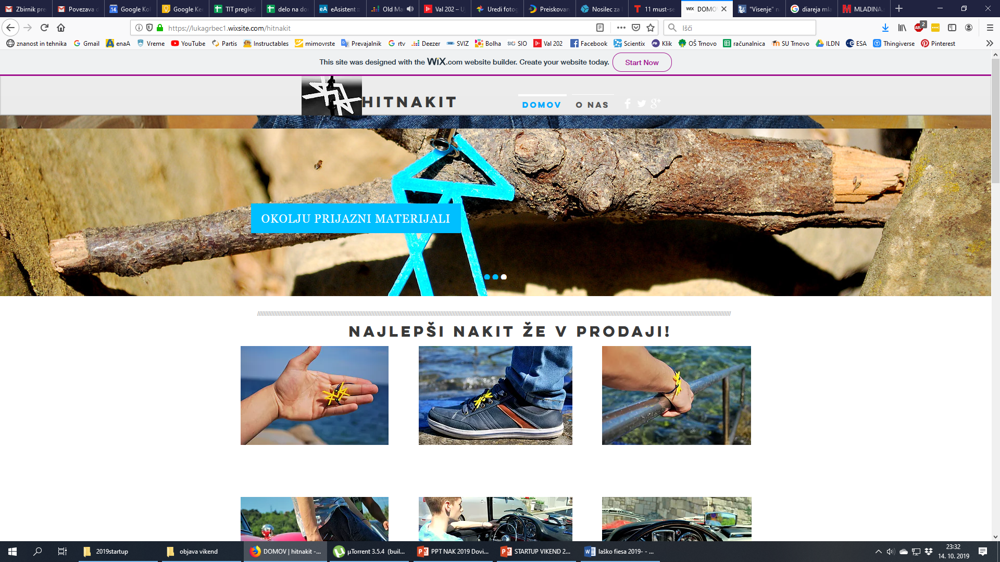 Zbirnik pre
Povezava d
Google Kol
Google Kee
TIT pregled
delo na do
eAsistent ::
Old Ma
Val 202 – U
Uredi fotog
Preiskovan
Nosilec za
11 must-se
WIX DOMO
"Visenje" n
diareja mla
MLADINA.
https://lukagrbec1.wixsite.com/hitnakit
Išči
2
znanost in tehnika
Gmail
enaA
Vreme
YouTube
Partis
Instructables
mimovrste
Prevajalnik
rtv
Deezer
SVIZ
Bolha
SIO
Val 202
Facebook
Scientix
Klik
OŠ Trnovo
računalnica
SU Trnovo
ILDN
ESA
Thingiverse
Pinterest
This site was designed with the WiX.com website builder. Create your website today.
Start Now
HITNAKIT
DOMOV
O NAS
OKOLJU PRIJAZNI MATERIJALI
NAJLEPŠI NAKIT ŽE V PRODAJI!
2019startup
objava vikend
DOMOV | hitnakit -...
µTorrent 3.5.4 (buil...
PPT NAK 2019 Dovi...
STARTUP VIKEND 2...
laško fiesa 2019- - ...
23:32
14. 10. 2019